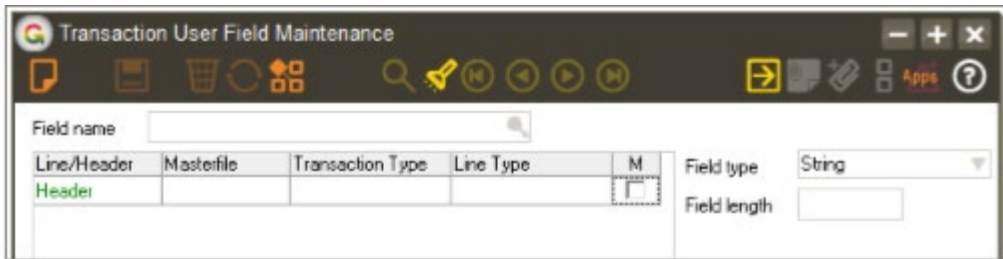 Transaction User Field Maintenance
Apps
Field name
Line/Header Masterfile Transaction Type Line Type M
Header
Field type String
Field length